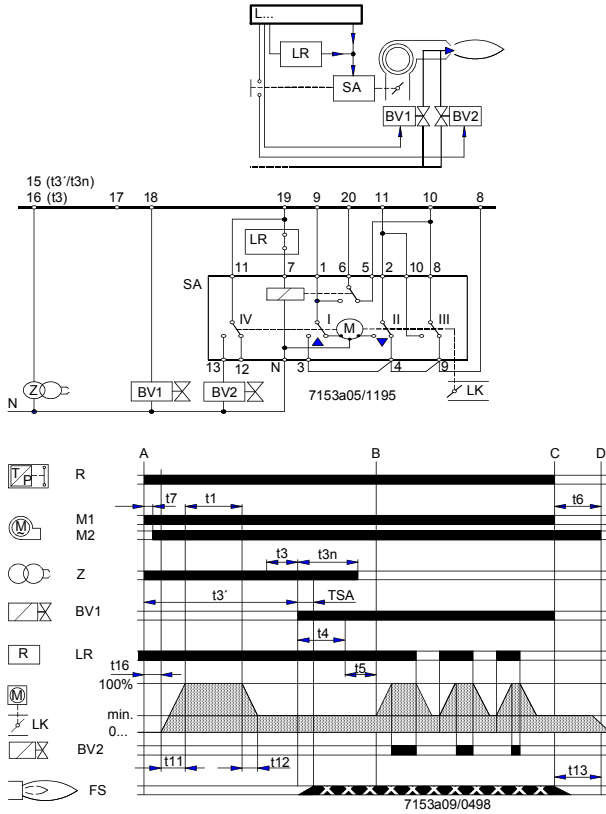 L...
LR
SA
BV1
BV2
15 (t3´/t3n)
16 (t3) 17 18 19 9 20 11 10 8
LR
11 7 1 6 5 2 10 8
SA
IV I M II III
13 12 N 3 4 9
Z BV1 BV2 7153a05/1195 LK
N
A B C D
T P R
t7 t1 t6
M M1
M2
t3 t3n
Z
t3´ TSA
BV1
t4
R LR
t16 t5
100%
M
min.
LK
0...
BV2
t11 t12 t13
FS
7153a09/0498